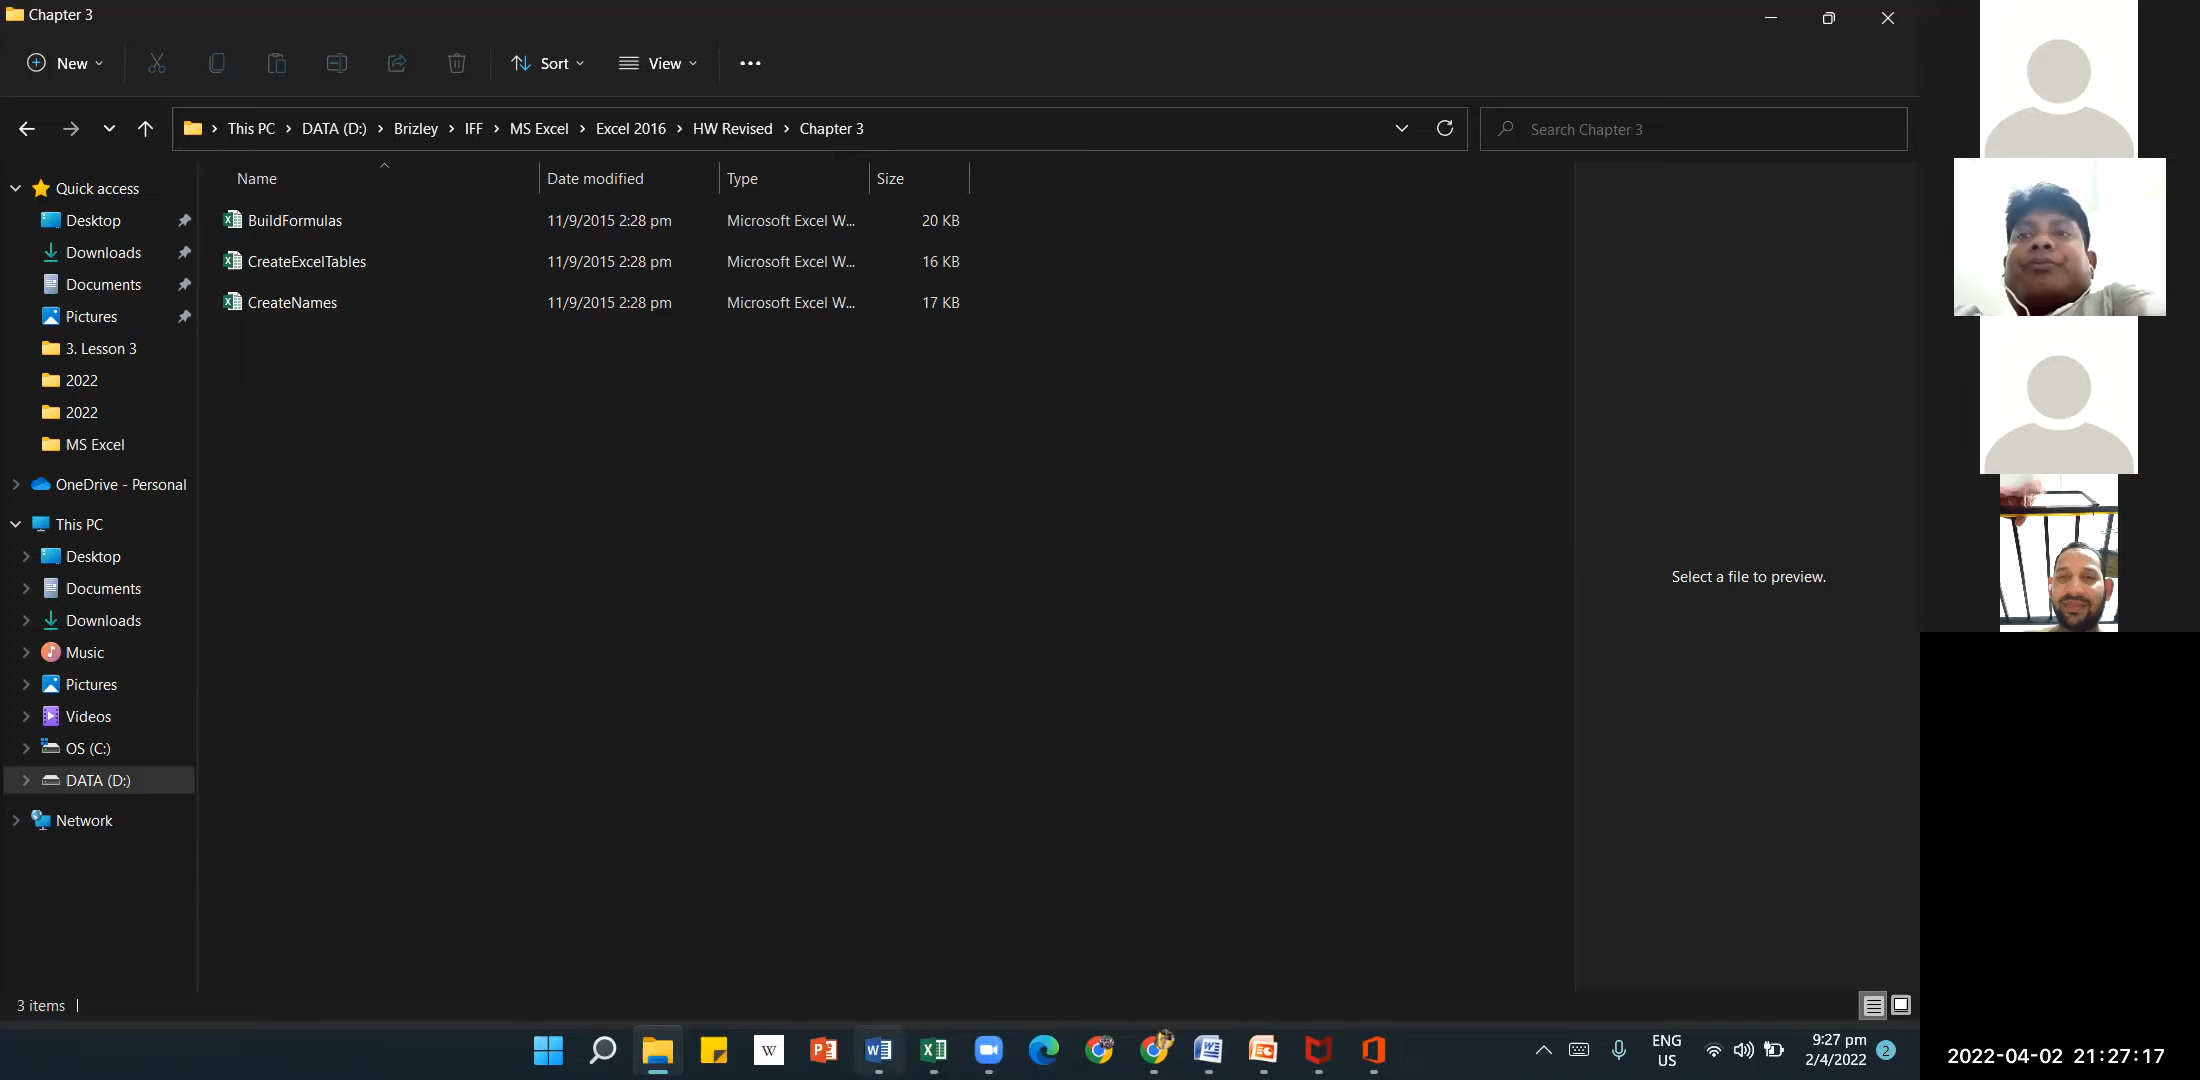 Chapter 3
New
Sort
View
This PC
DATA (D:)
Brizley
IFF
MS Excel
Excel 2016
HW Revised
Chapter 3
Search Chapter 3
Name
Date modified
Type
Size
BuildFormulas
11/9/2015 2:28 pm
Microsoft Excel W...
20 KB
CreateExcelTables
11/9/2015 2:28 pm
Microsoft Excel W...
16 KB
CreateNames
11/9/2015 2:28 pm
Microsoft Excel W...
17 KB
Quick access
Desktop
Downloads
Documents
Pictures
3. Lesson 3
2022
2022
MS Excel
OneDrive - Personal
This PC
Desktop
Documents
Downloads
Music
Pictures
Videos
OS (C:)
DATA (D:)
Network
Select a file to preview.
3 items
W
P
W
X
ENG
US
9:27 pm
2/4/2022
2
2022-04-02 21:27:17